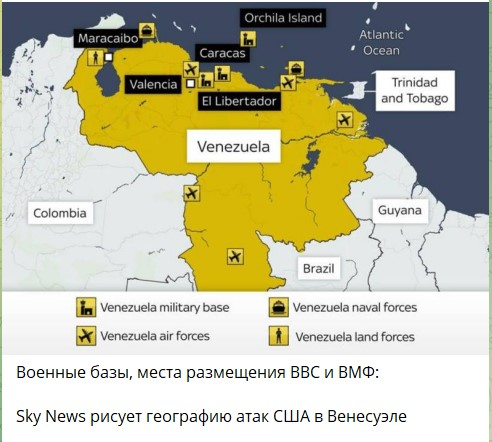 Orchila Island
Atlantic
Ocean
Maracaibo
Caracas
Valencia
El Libertador
Trinidad
and Tobago
Venezuela
Colombia
Guyana
Brazil
Venezuela military base
Venezuela naval forces
Venezuela air forces
Venezuela land forces
Военные базы, места размещения ВВС и ВМФ:
Sky News рисует географию атак США в Венесуэле